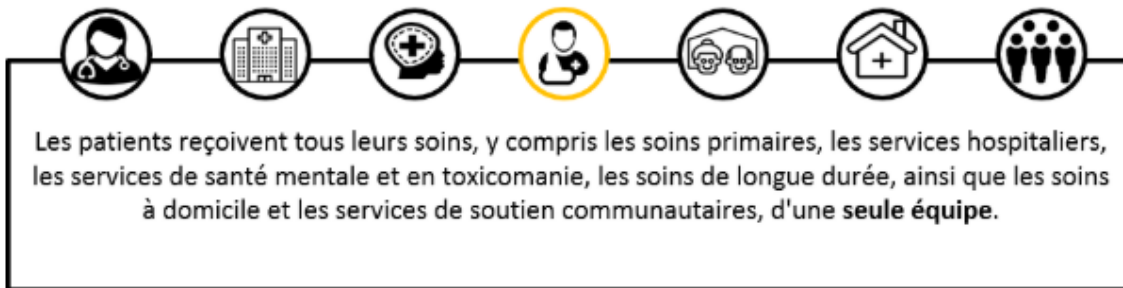 Les patients reçoivent tous leurs soins, y compris les soins primaires, les services hospitaliers,
les services de santé mentale et en toxicomanie, les soins de longue durée, ainsi que les soins
à domicile et les services de soutien communautaires, d'une seule équipe.